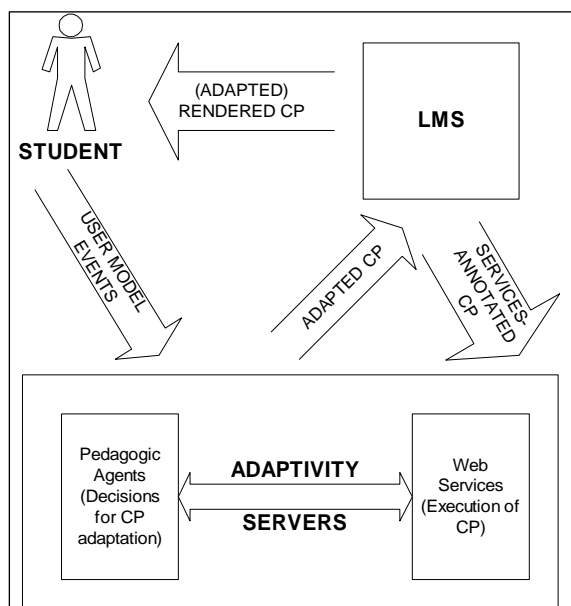 (ADAPTED)
RENDERED CP
LMS
STUDENT
USER MODEL
EVENTS
ADAPTED CP
SERVICES-
ANNOTATED
CP
Pedagogic
Agents
(Decisions
for CP
adaptation)
ADAPTIVITY
SERVERS
Web
Services
(Execution of
CP)